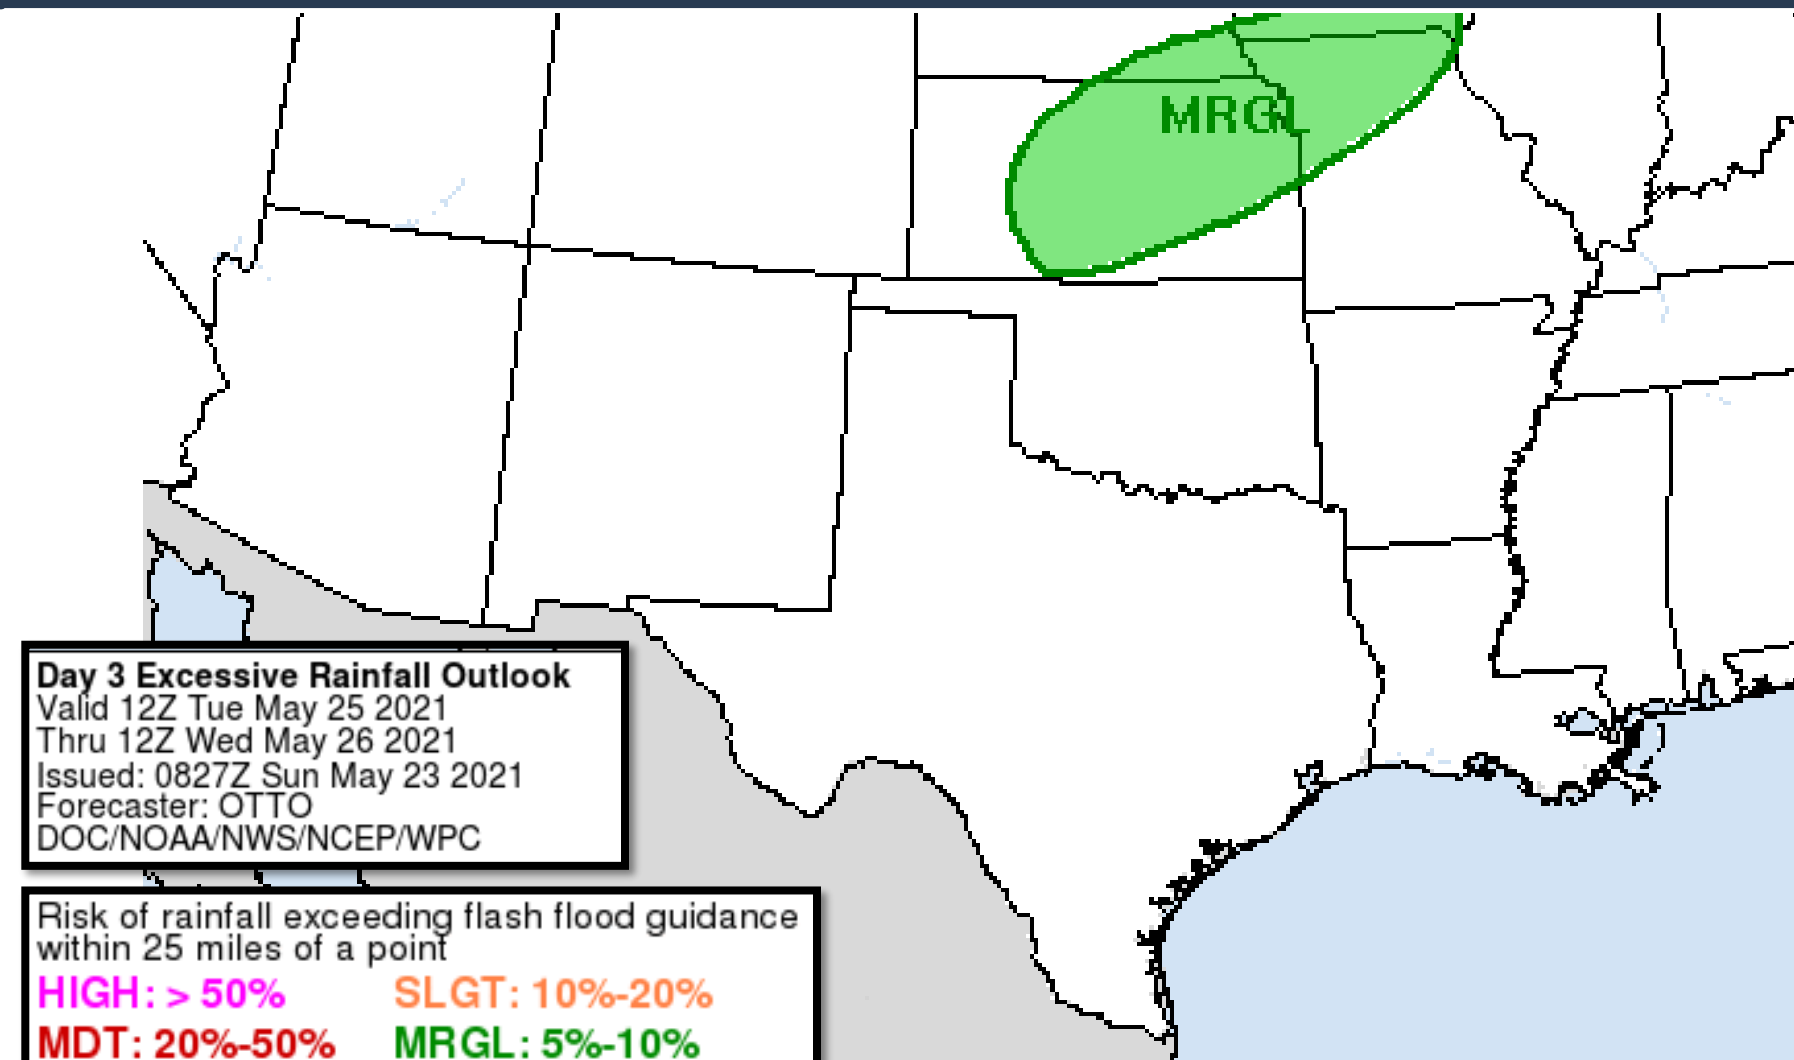 MRGL
Day 3 Excessive Rainfall Outlook
Valid 12Z Tue May 25 2021
Thru 12Z Wed May 26 2021
Issued: 0827Z Sun May 23 2021
Forecaster: OTTO
DOC/NOAA/NWS/NCEP/WPC
Risk of rainfall exceeding flash flood guidance
within 25 miles of a point
HIGH: > 50% SLGT: 10%-20%
MDT: 20%-50% MRGL: 5%-10%